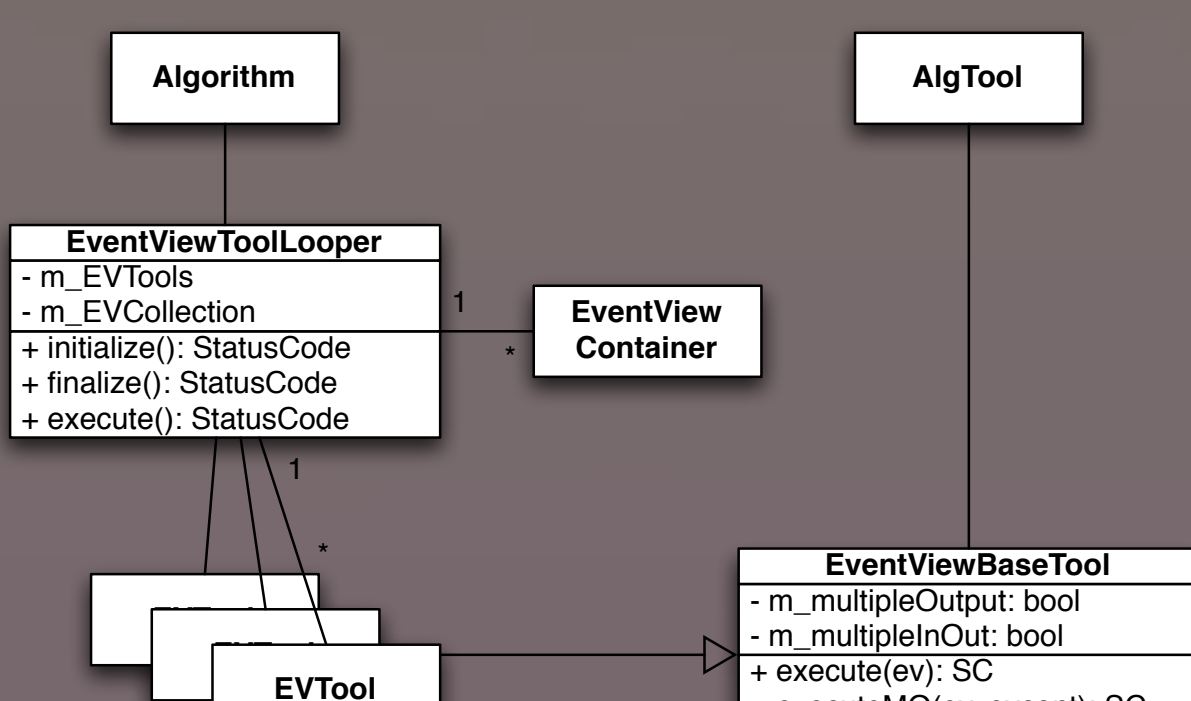 Algorithm
AlgTool
EventViewToolLooper
- m_EVTools
- m_EVCollection
+ initialize(): StatusCode
+ finalize(): StatusCode
+ execute(): StatusCode
1
*
EventView
Container
1
*
EVTool
EventViewBaseTool
- m_multipleOutput: bool
- m_multipleInOut: bool
+ execute(ev): SC